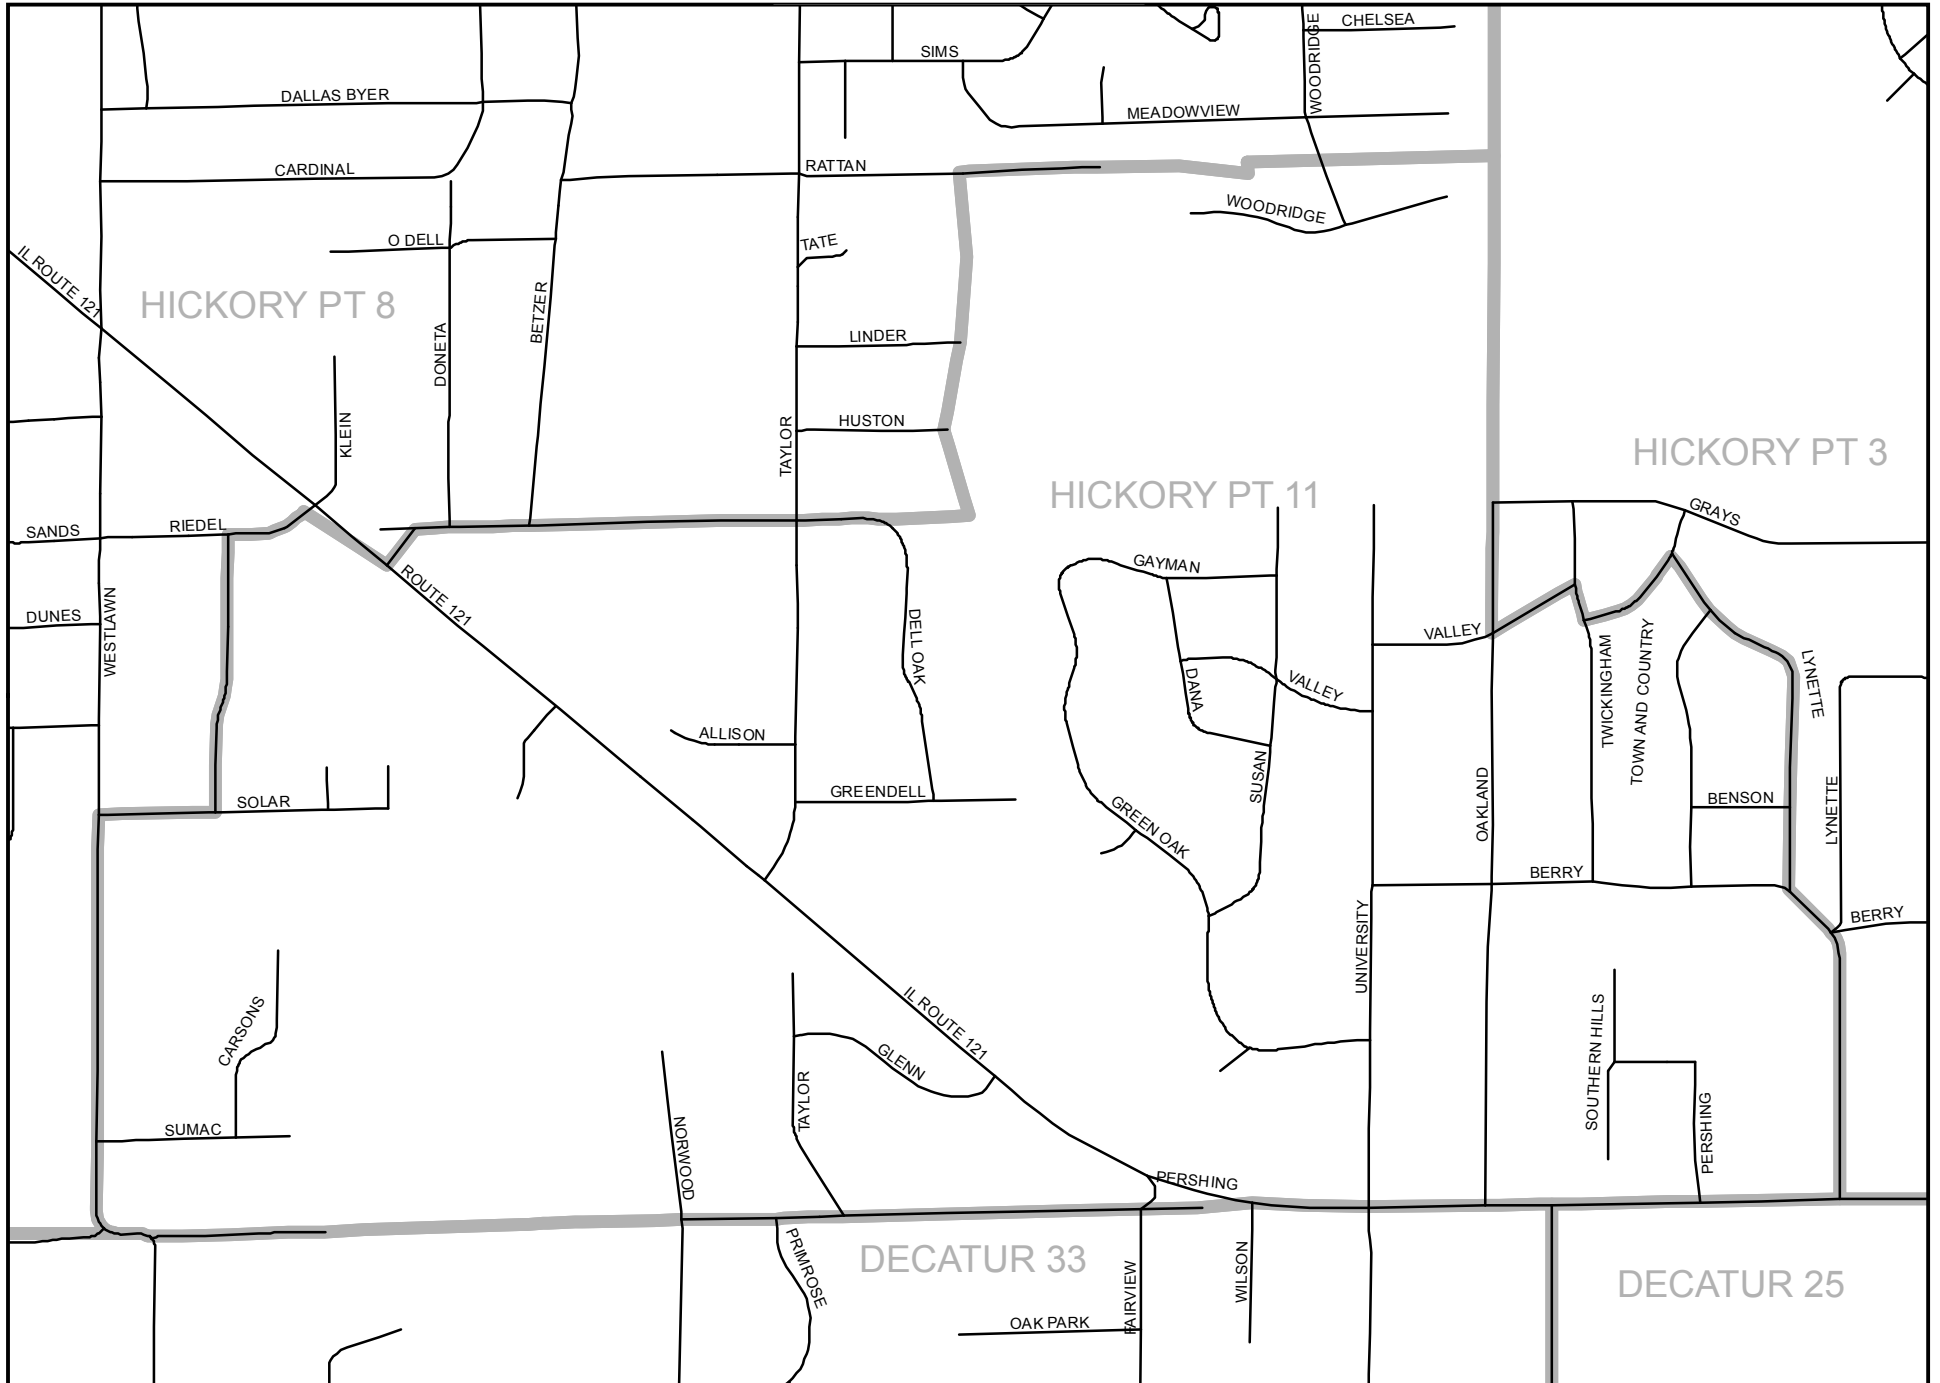 CHELSEA
WOODRIDGE
SIMS
DALLAS BYER
MEADOWVIEW
CARDINAL
RATTAN
WOODRIDGE
O DELL
TATE
IL ROUTE 121
HICKORY PT 8
BETZER
DONETA
LINDER
KLEIN
HUSTON
TAYLOR
HICKORY PT 3
HICKORY PT 11
GRAYS
SANDS
RIEDEL
GAYMAN
ROUTE 121
DUNES
WESTLAWN
DELL OAK
VALLEY
TWICKINGHAM
TOWN AND COUNTRY
LYNETTE
DANA
VALLEY
ALLISON
SUSAN
GREENDELL
SOLAR
GREEN OAK
OAKLAND
BENSON
LYNETTE
BERRY
BERRY
UNIVERSITY
CARSONS
IL ROUTE 121
GLENN
SOUTHERN HILLS
TAYLOR
SUMAC
NORWOOD
PERSHING
PERSHING
PRIMROSE
DECATUR 33
FAIRVIEW
WILSON
DECATUR 25
OAK PARK